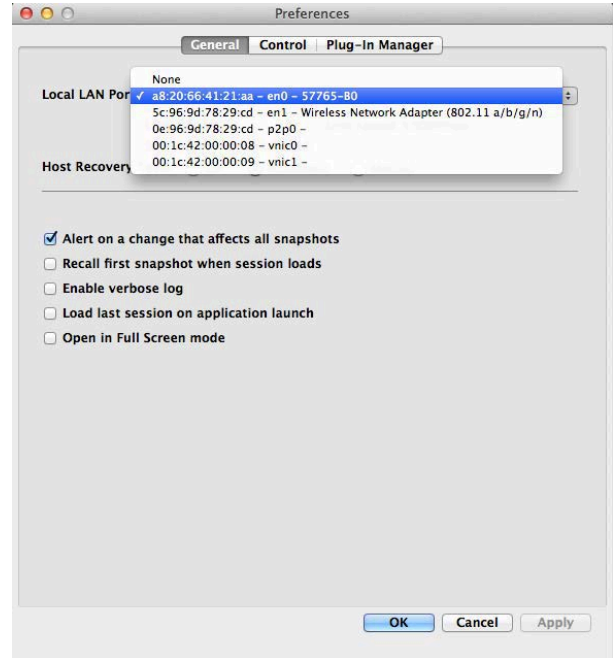 Preferences
General Control Plug-In Manager
None
Local LAN Por ✓ a8:20:66:41:21:aa – en0 – 57765-B0
5c:96:9d:78:29:cd – en1 – Wireless Network Adapter (802.11 a/b/g/n)
0e:96:9d:78:29:cd – p2p0 –
00:1c:42:00:00:08 – vnic0 –
00:1c:42:00:00:09 – vnic1 –
Host Recovery
Alert on a change that affects all snapshots
Recall first snapshot when session loads
Enable verbose log
Load last session on application launch
Open in Full Screen mode
OK Cancel Apply